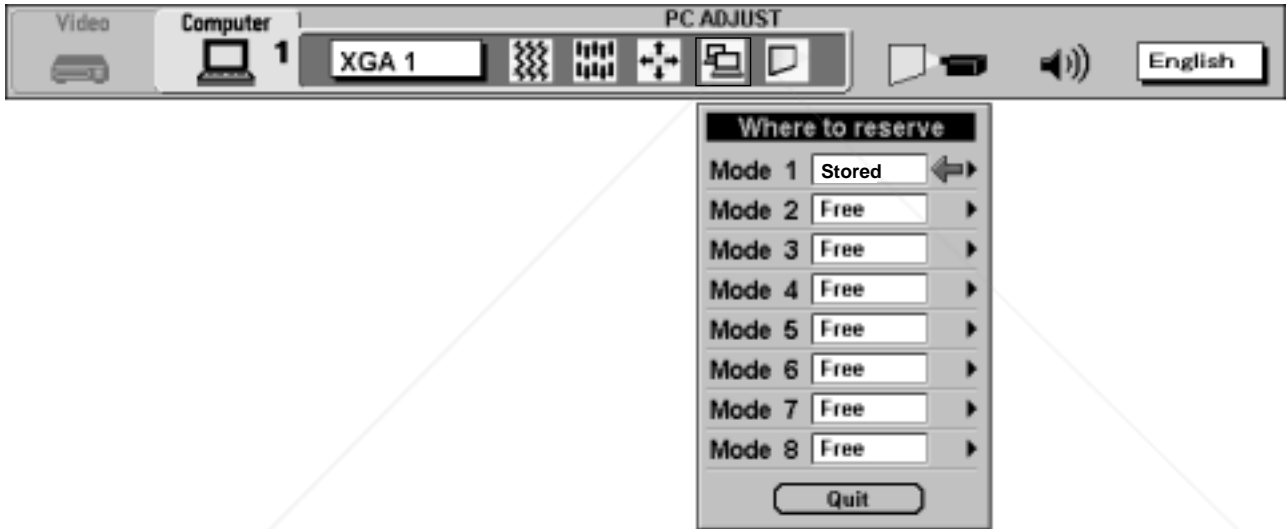 Video
Computer
1
PC ADJUST
XGA 1
English
Where to reserve
Mode 1 Stored
Mode 2 Free
Mode 3 Free
Mode 4 Free
Mode 5 Free
Mode 6 Free
Mode 7 Free
Mode 8 Free
Quit